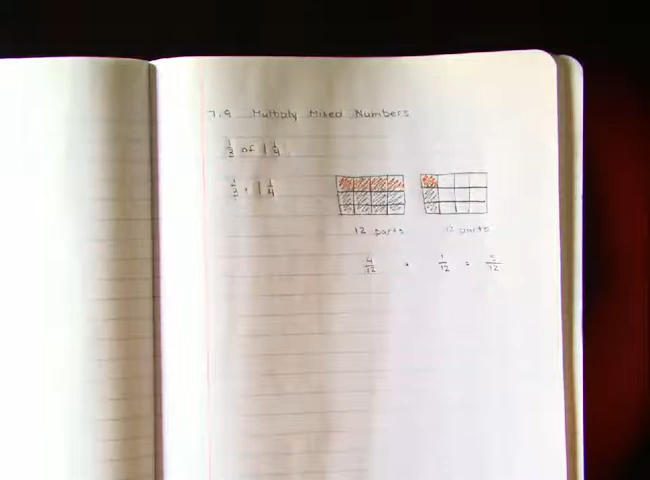 7.9 Multiply Mixed Numbers
1/3 of 1 1/4
1/3 · 1 1/4
12 parts 12 parts
4/12 + 1/12 = 5/12